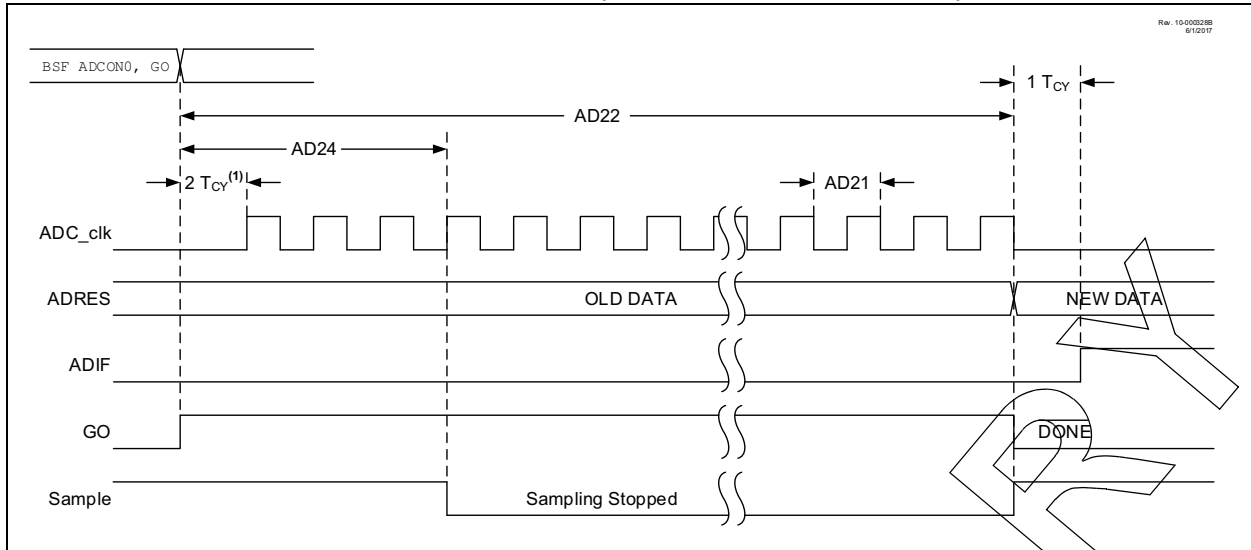 Rev. 10-000328B
6/1/2017
BSF ADCON0, GO
1 TCY
AD22
AD24
2 TCY(1)
AD21
ADC_clk
ADRES
OLD DATA
NEW DATA
ADIF
GO
DONE
Sample
Sampling Stopped